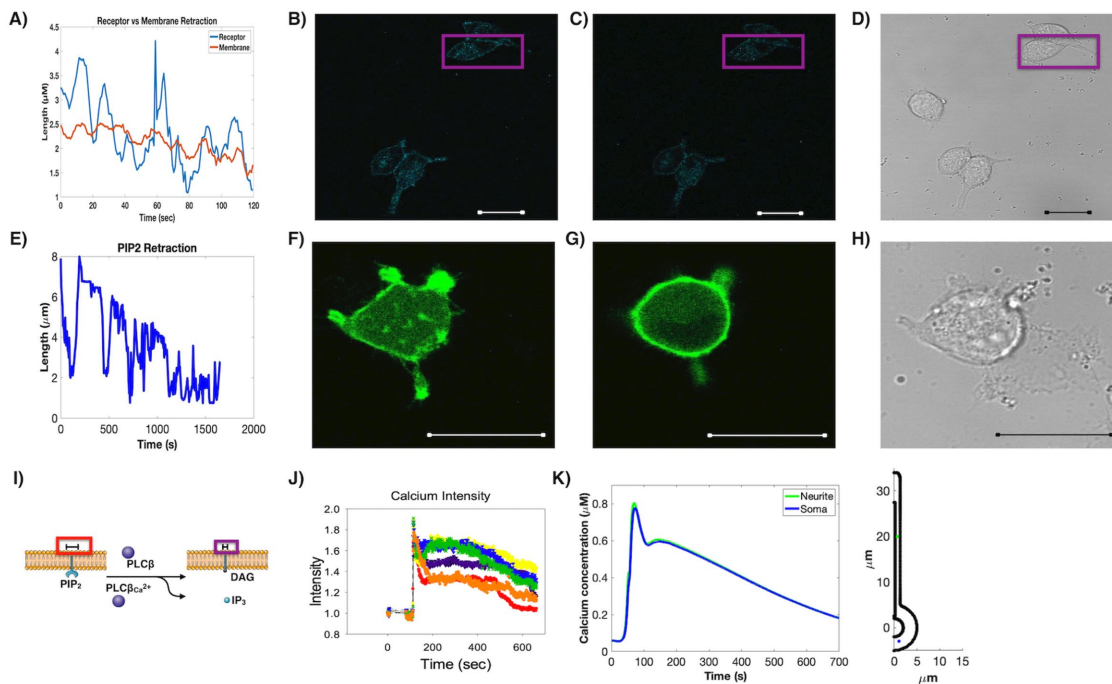 A)
Receptor vs Membrane Retraction
Receptor
Membrane
4.5
4
3.5
3
2.5
2
1.5
1
Length (μM)
0 20 40 60 80 100 120
Time (sec)
B)
C)
D)
E)
PIP2 Retraction
8
6
4
2
0
Length (μm)
0 500 1000 1500 2000
Time (s)
F)
G)
H)
I)
PIP₂
PLCβ
PLCβCa²⁺
DAG
IP₃
J)
Calcium Intensity
2.0
1.8
1.6
1.4
1.2
1.0
0.8
Intensity
0 200 400 600
Time (sec)
K)
Neurite
Soma
0.8
0.6
0.4
0.2
0
Calcium concentration (μM)
0 100 200 300 400 500 600 700
Time (s)
30
20
10
0
μm
0 5 10 15
μm